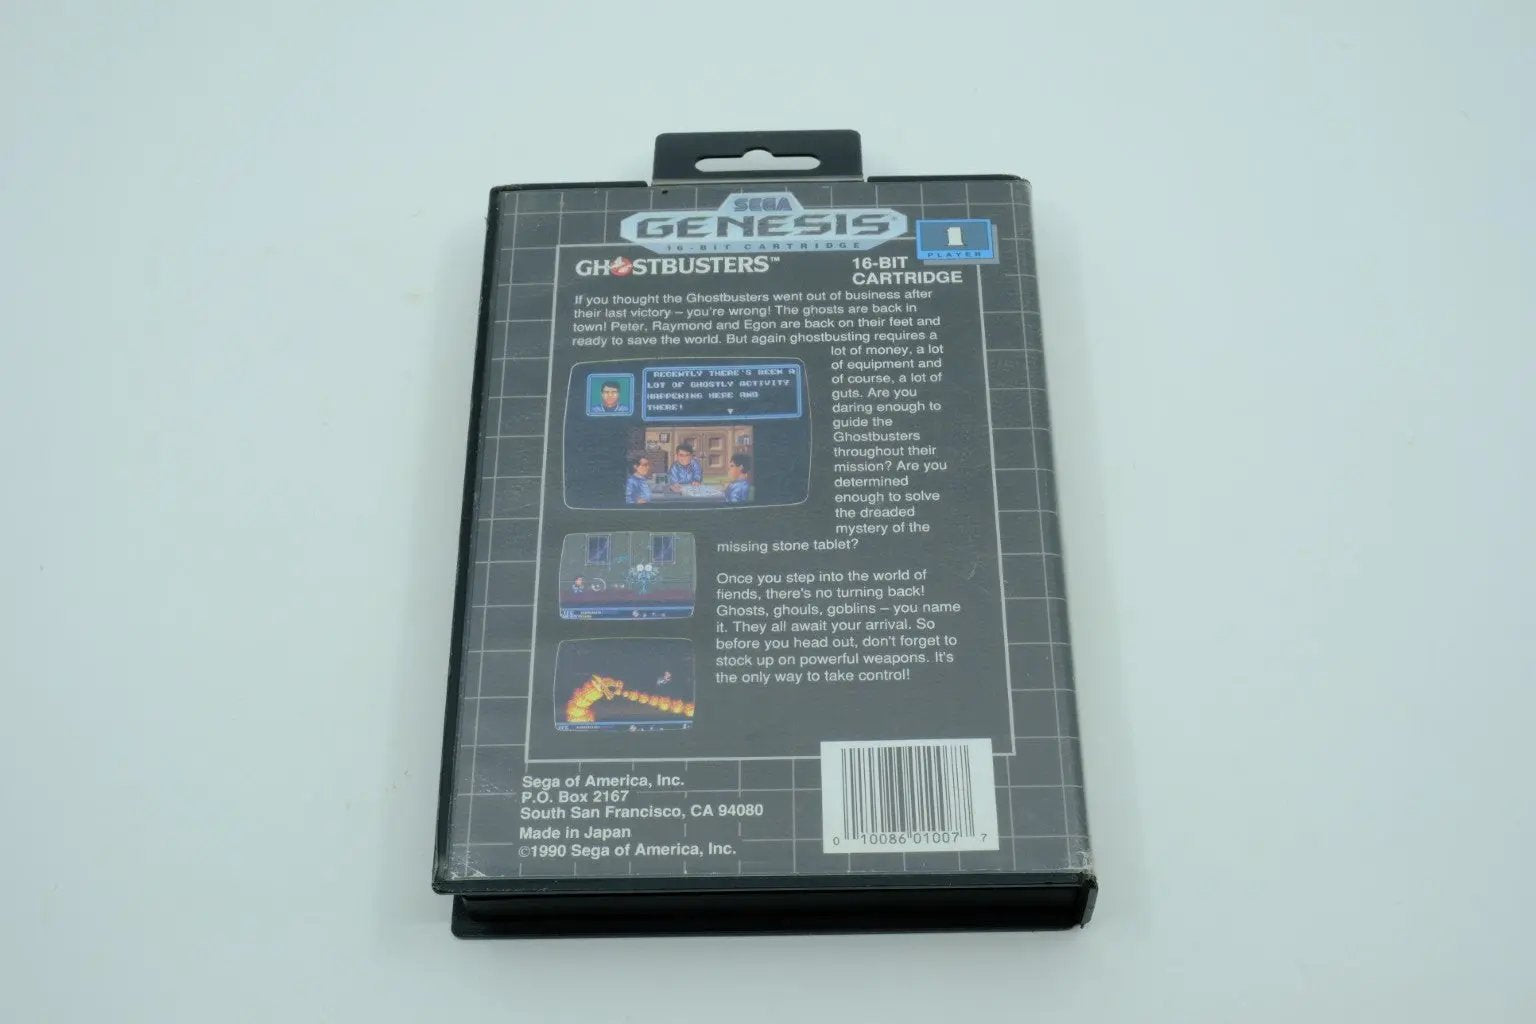 SEGA
GENESIS
16-BIT CARTRIDGE
1
PLAYER
GHOSTBUSTERS™
16-BIT
CARTRIDGE
If you thought the Ghostbusters went out of business after
their last victory – you're wrong! The ghosts are back in
town! Peter, Raymond and Egon are back on their feet and
ready to save the world. But again ghostbusting requires a
lot of money, a lot
of equipment and
of course, a lot of
guts. Are you
daring enough to
guide the
Ghostbusters
throughout their
mission? Are you
determined
enough to solve
the dreaded
mystery of the
missing stone tablet?
RECENTLY THERE'S BEEN A
LOT OF GHOSTLY ACTIVITY
HAPPENING HERE AND
THERE!
Once you step into the world of
fiends, there's no turning back!
Ghosts, ghouls, goblins – you name
it. They all await your arrival. So
before you head out, don't forget to
stock up on powerful weapons. It's
the only way to take control!
Sega of America, Inc.
P.O. Box 2167
South San Francisco, CA 94080
Made in Japan
©1990 Sega of America, Inc.
0 10086 01007 7